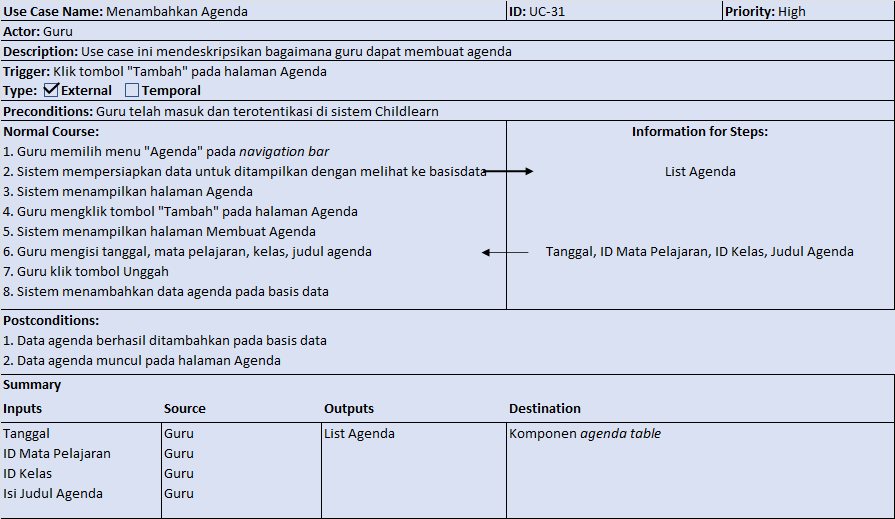 Use Case Name: Menambahkan Agenda ID: UC-31 Priority: High
Actor: Guru
Description: Use case ini mendeskripsikan bagaimana guru dapat membuat agenda
Trigger: Klik tombol "Tambah" pada halaman Agenda
Type: External Temporal
Preconditions: Guru telah masuk dan terotentikasi di sistem Childlearn
Normal Course: Information for Steps:
1. Guru memilih menu "Agenda" pada navigation bar
2. Sistem mempersiapkan data untuk ditampilkan dengan melihat ke basisdata List Agenda
3. Sistem menampilkan halaman Agenda
4. Guru mengklik tombol "Tambah" pada halaman Agenda
5. Sistem menampilkan halaman Membuat Agenda
6. Guru mengisi tanggal, mata pelajaran, kelas, judul agenda Tanggal, ID Mata Pelajaran, ID Kelas, Judul Agenda
7. Guru klik tombol Unggah
8. Sistem menambahkan data agenda pada basis data
Postconditions:
1. Data agenda berhasil ditambahkan pada basis data
2. Data agenda muncul pada halaman Agenda
Summary
Inputs Source Outputs Destination
Tanggal Guru List Agenda Komponen agenda table
ID Mata Pelajaran Guru
ID Kelas Guru
Isi Judul Agenda Guru